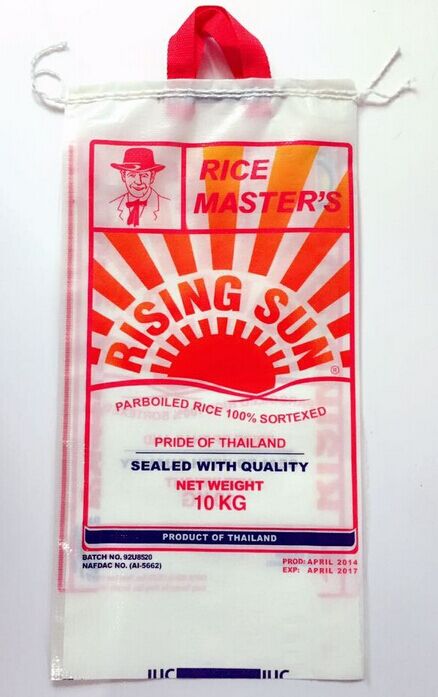 RICE
MASTER'S
RISING SUN®
PARBOILED RICE 100% SORTEXED
PRIDE OF THAILAND
SEALED WITH QUALITY
NET WEIGHT
10 KG
PRODUCT OF THAILAND
BATCH NO. 92U8520
NAFDAC NO. (AI-5662)
PROD: APRIL 2014
EXP: APRIL 2017